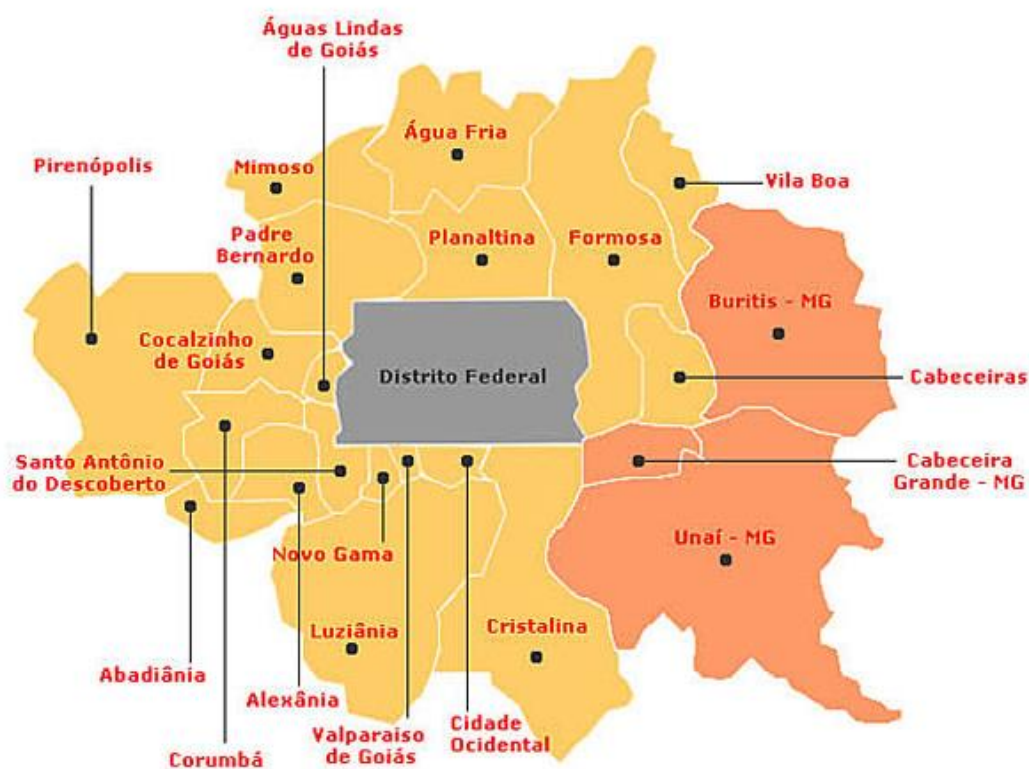 Águas Lindas
de Goiás
Água Fria
Pirenópolis
Mimoso
Vila Boa
Padre
Bernardo
Planaltina
Formosa
Buritis - MG
Cocalzinho
de Goiás
Distrito Federal
Cabeceiras
Santo Antônio
do Descoberto
Cabeceira
Grande - MG
Novo Gama
Unaí - MG
Luziânia
Cristalina
Abadiânia
Alexânia
Valparaiso
de Goiás
Cidade
Ocidental
Corumbá